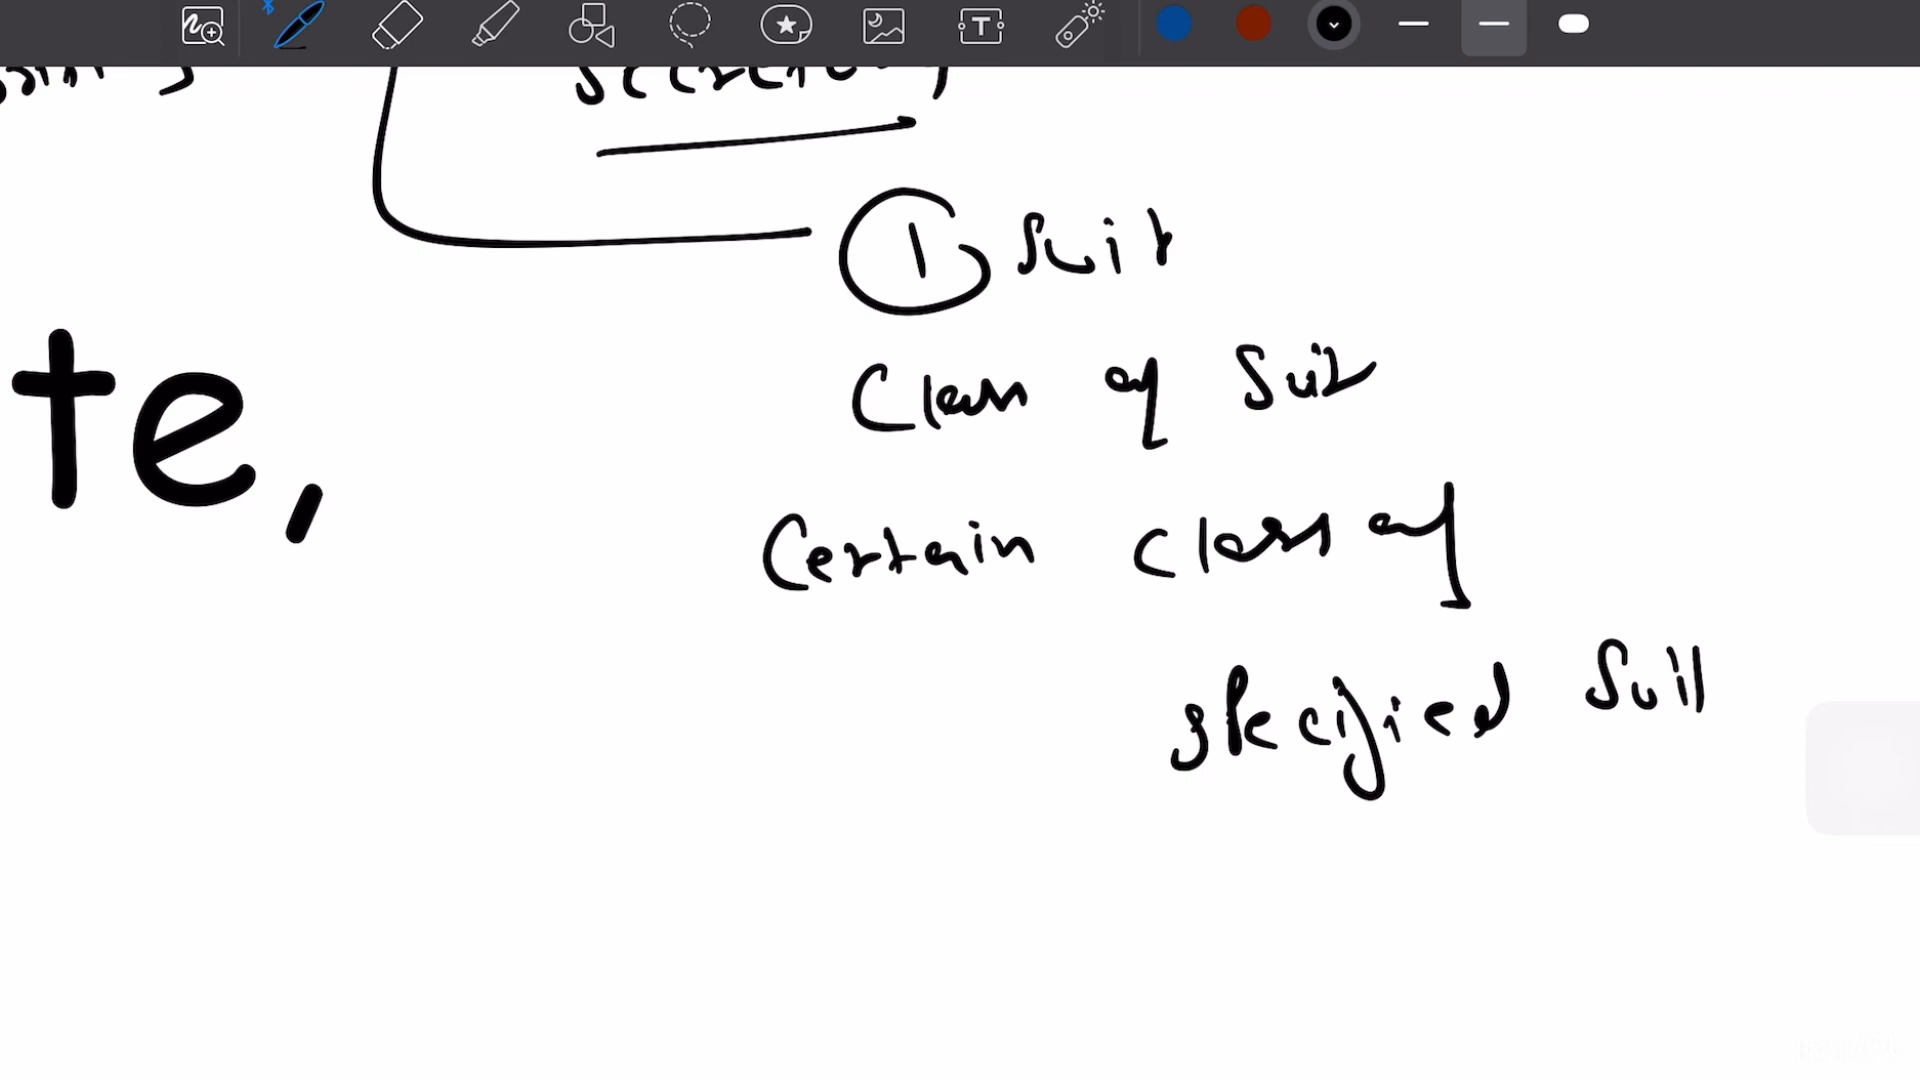 ① Suit
te,
Class of Suit
Certain class of
specified Suit